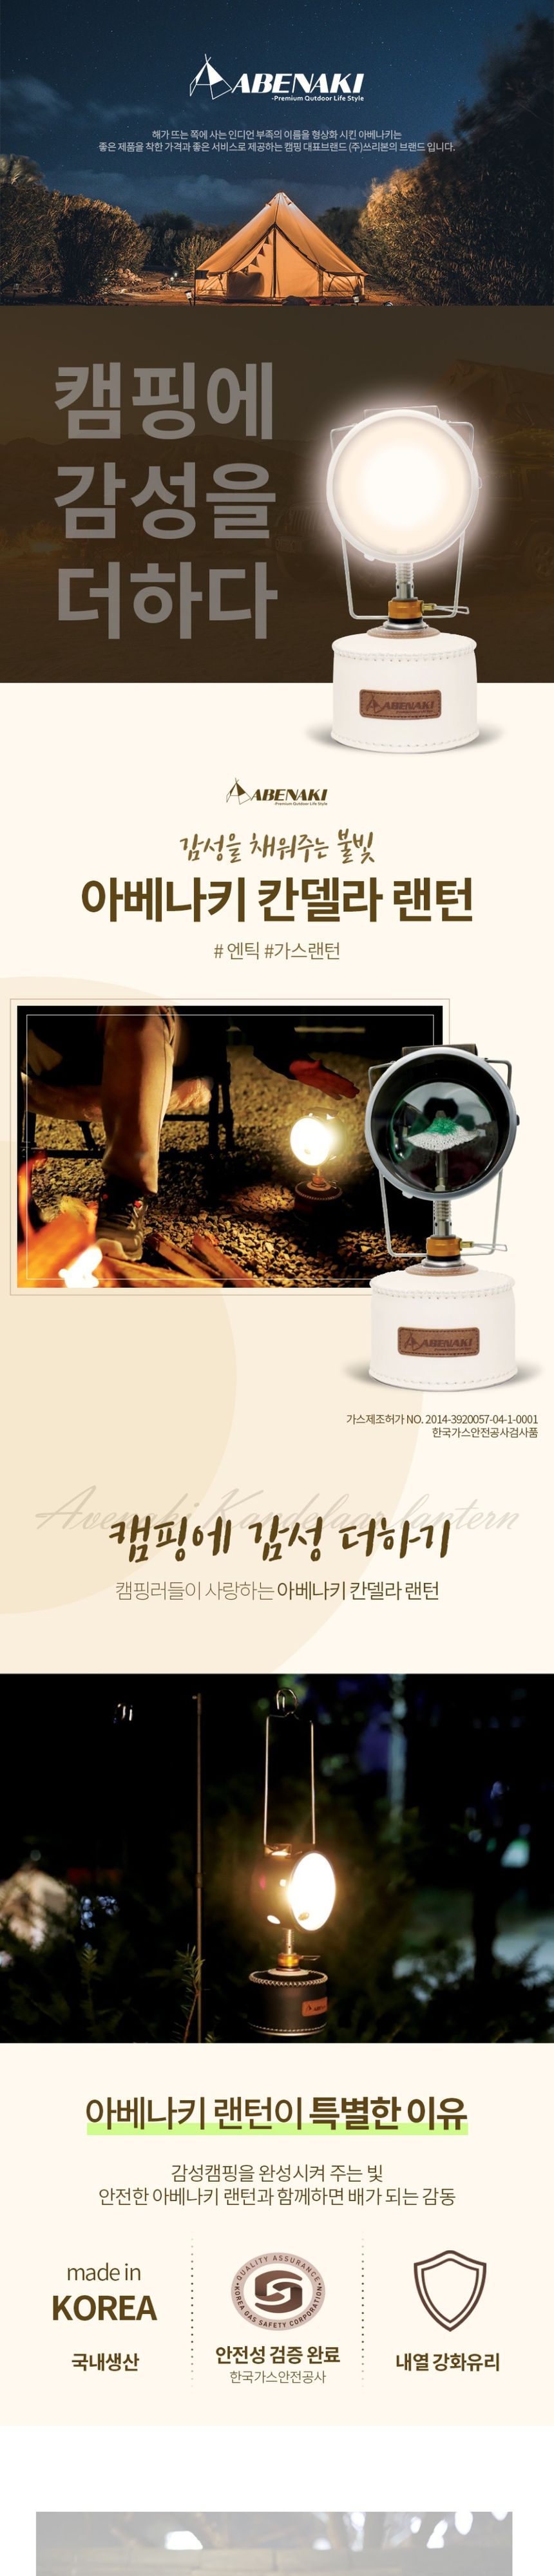 ABENAKI
-Premium Outdoor Life Style
해가 뜨는 쪽에 사는 인디언 부족의 이름을 형상화 시킨 아베나키는
좋은 제품을 착한 가격과 좋은 서비스로 제공하는 캠핑 대표브랜드 (주)쓰리본의 브랜드 입니다.
캠핑에
감성을
더하다
ABENAKI
ABENAKI
-Premium Outdoor Life Style
감성을 채워주는 불빛
아베나키 칸델라 랜턴
# 엔틱 #가스랜턴
ABENAKI
가스제조허가 NO. 2014-3920057-04-1-0001
한국가스안전공사검사품
Avenaki Kandelaar lantern
캠핑에 감성 더하기
캠핑러들이 사랑하는 아베나키 칸델라 랜턴
아베나키 랜턴이 특별한 이유
감성캠핑을 완성시켜 주는 빛
안전한 아베나키 랜턴과 함께하면 배가 되는 감동
made in
KOREA
국내생산
QUALITY ASSURANCE
KOREA GAS SAFETY CORPORATION
안전성 검증 완료
한국가스안전공사
내열 강화유리